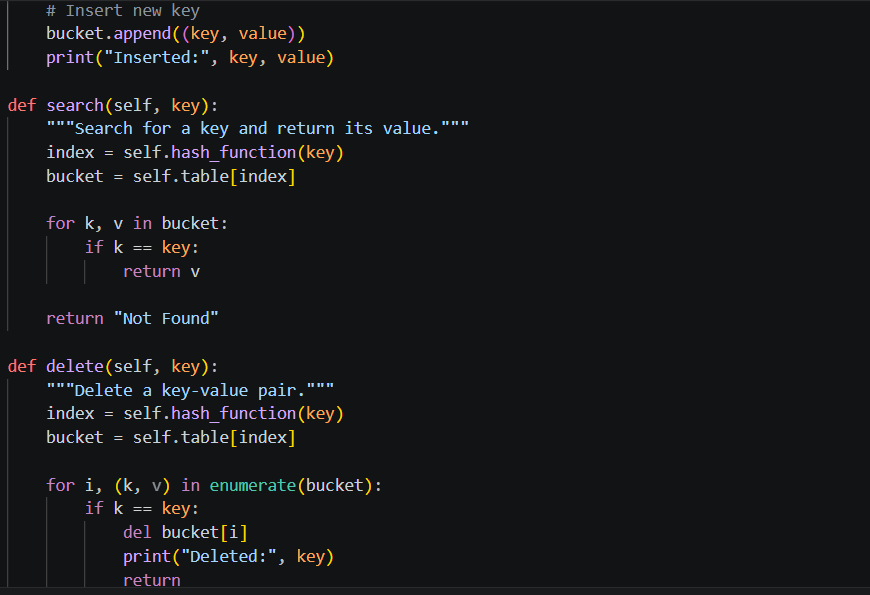 # Insert new key
bucket.append((key, value))
print("Inserted:", key, value)
def search(self, key):
"""Search for a key and return its value."""
index = self.hash_function(key)
bucket = self.table[index]
for k, v in bucket:
if k == key:
return v
return "Not Found"
def delete(self, key):
"""Delete a key-value pair."""
index = self.hash_function(key)
bucket = self.table[index]
for i, (k, v) in enumerate(bucket):
if k == key:
del bucket[i]
print("Deleted:", key)
return